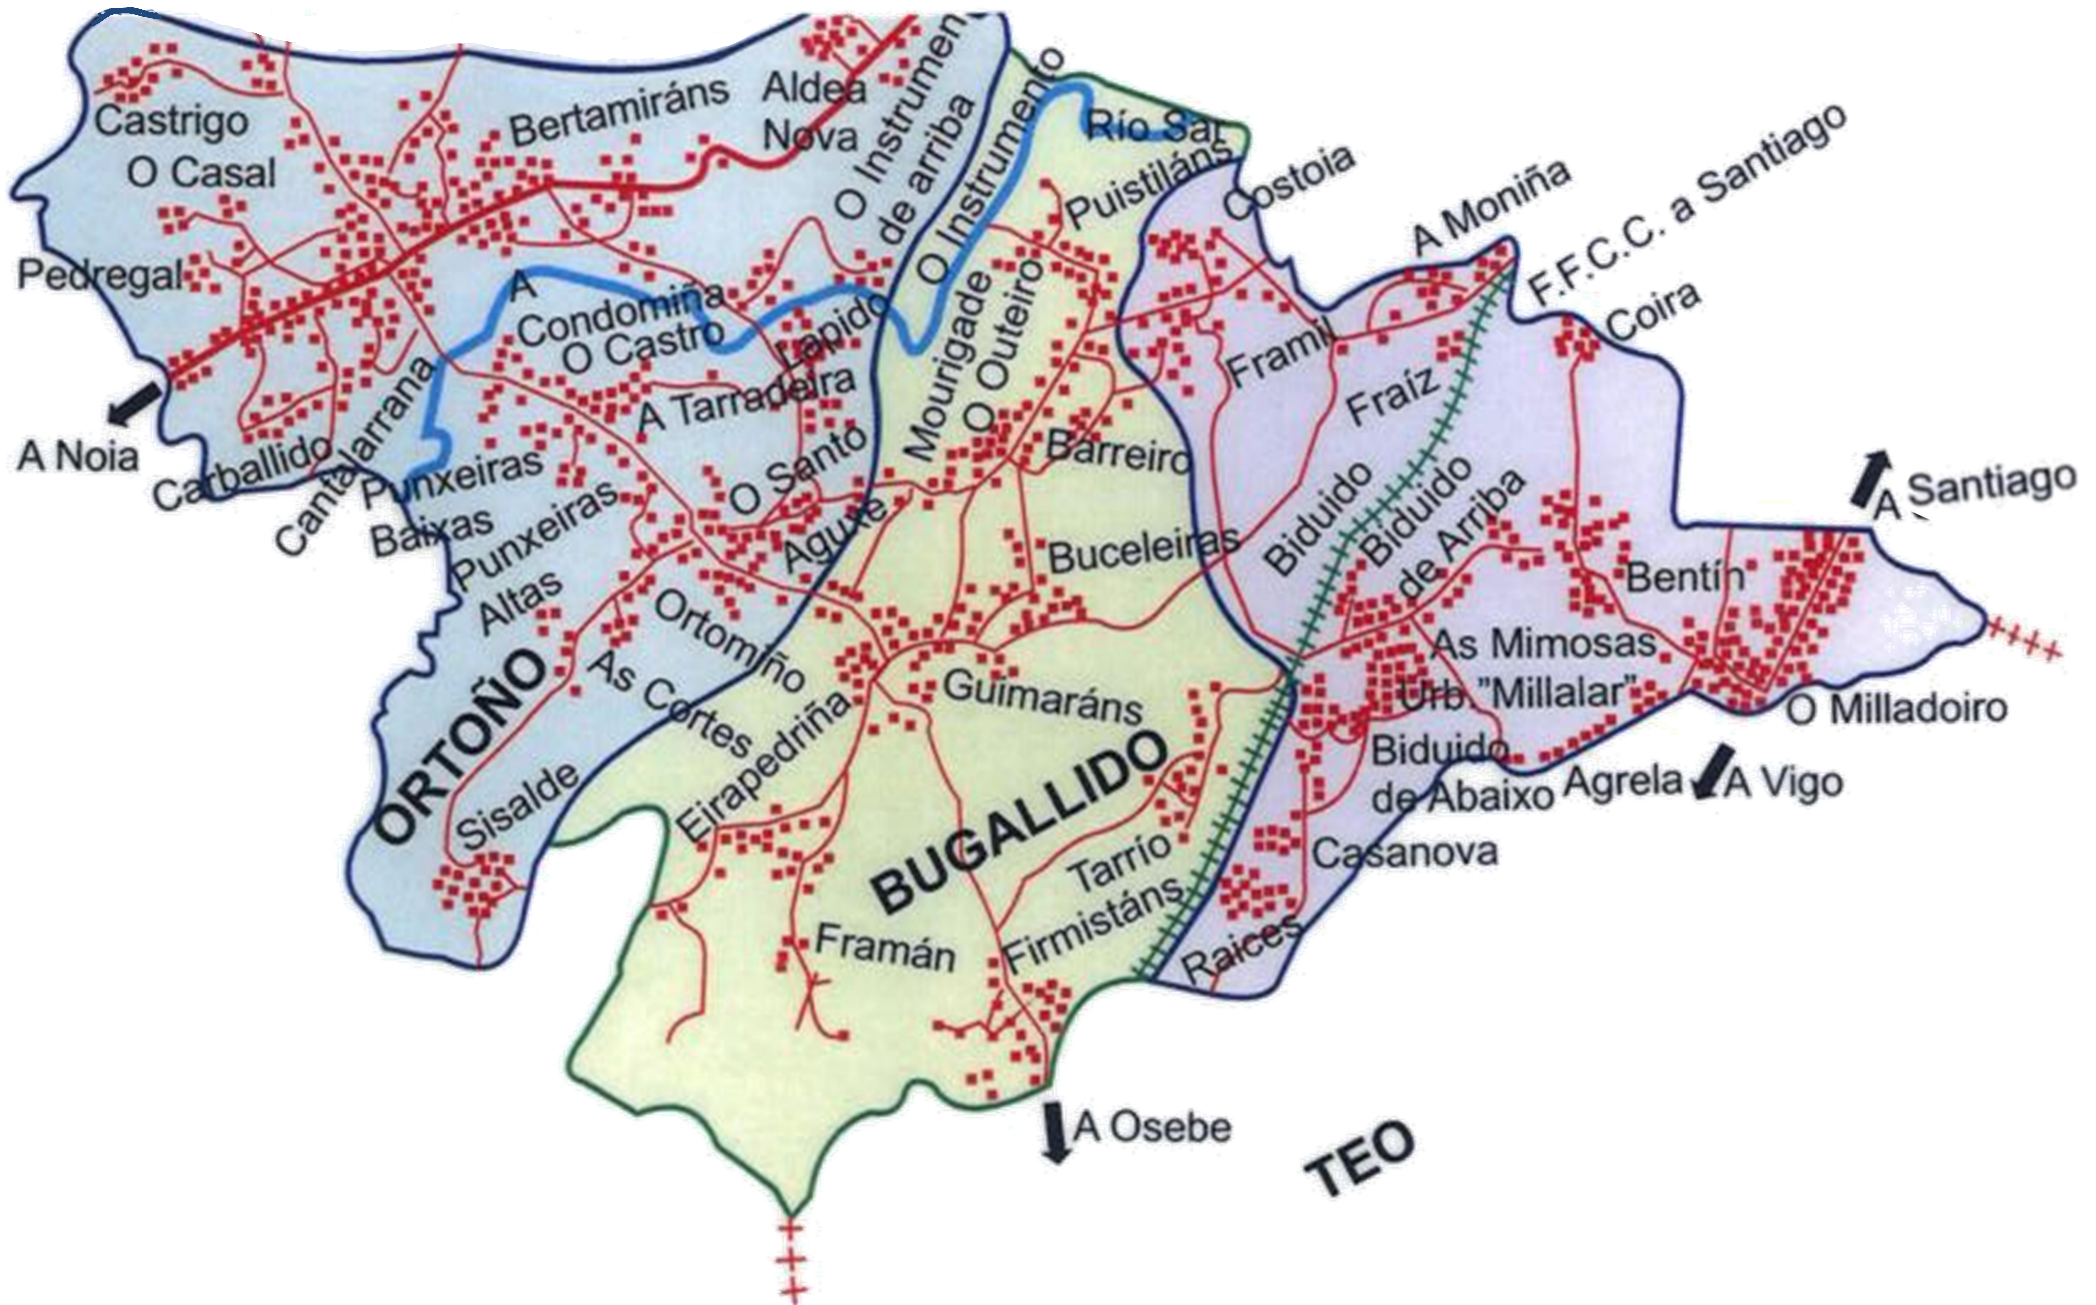 Castrigo
O Casal
Pedregal
A Noia
Carballido
Cantalarrana
Bertamiráns
Aldea
Nova
O Instrumen
de arriba
O Instrumento
Río Sar
Puistiláns
A
Condomiña
O Castro
Lapido
A Tarradeira
O Santo
Aguxe
Punxeiras
Baixas
Punxeiras
Altas
Ortomiño
As Cortes
ORTOÑO
Sisalde
Mourigade
O Outeiro
Barreiro
Buceleiras
Guimaráns
Eirapedriña
BUGALLIDO
Tarrío
Firmistáns
Framán
A Osebe
TEO
Costoia
A Moniña
F.F.C.C. a Santiago
Coira
Framil
Fraíz
Biduido
Biduido
de Arriba
Bentín
A Santiago
As Mimosas
Urb."Millalar"
O Milladoiro
Biduido
de Abaixo
Agrela
A Vigo
Casanova
Raices